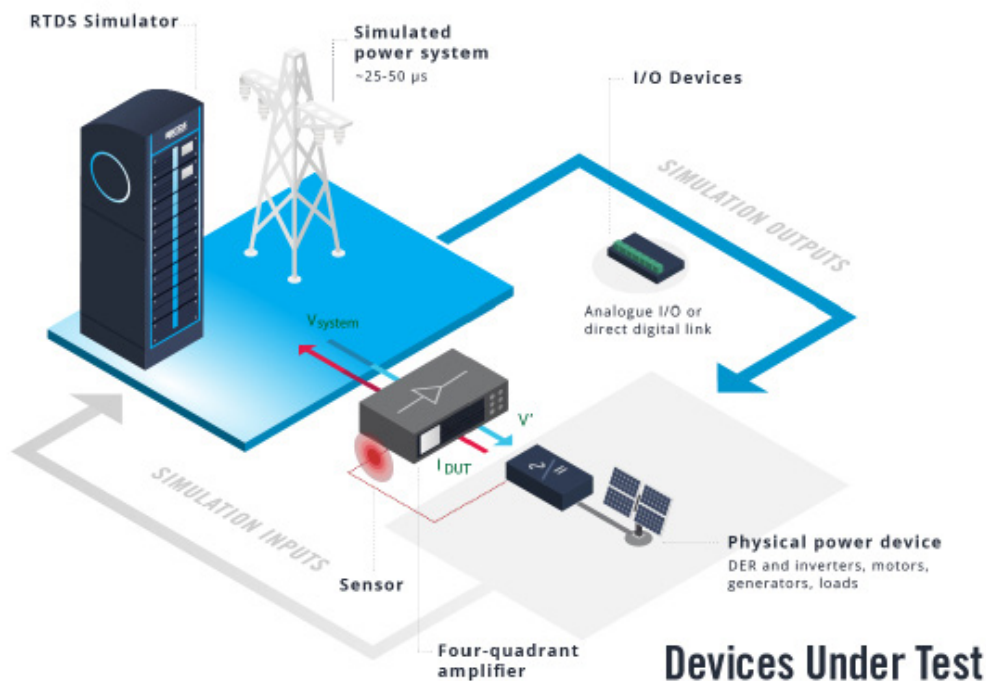 RTDS Simulator
Simulated
power system
~25-50 µs
I/O Devices
SIMULATION OUTPUTS
Analogue I/O or
direct digital link
Vsystem
V'
I DUT
SIMULATION INPUTS
Sensor
Four-quadrant
amplifier
Physical power device
DER and inverters, motors,
generators, loads
Devices Under Test